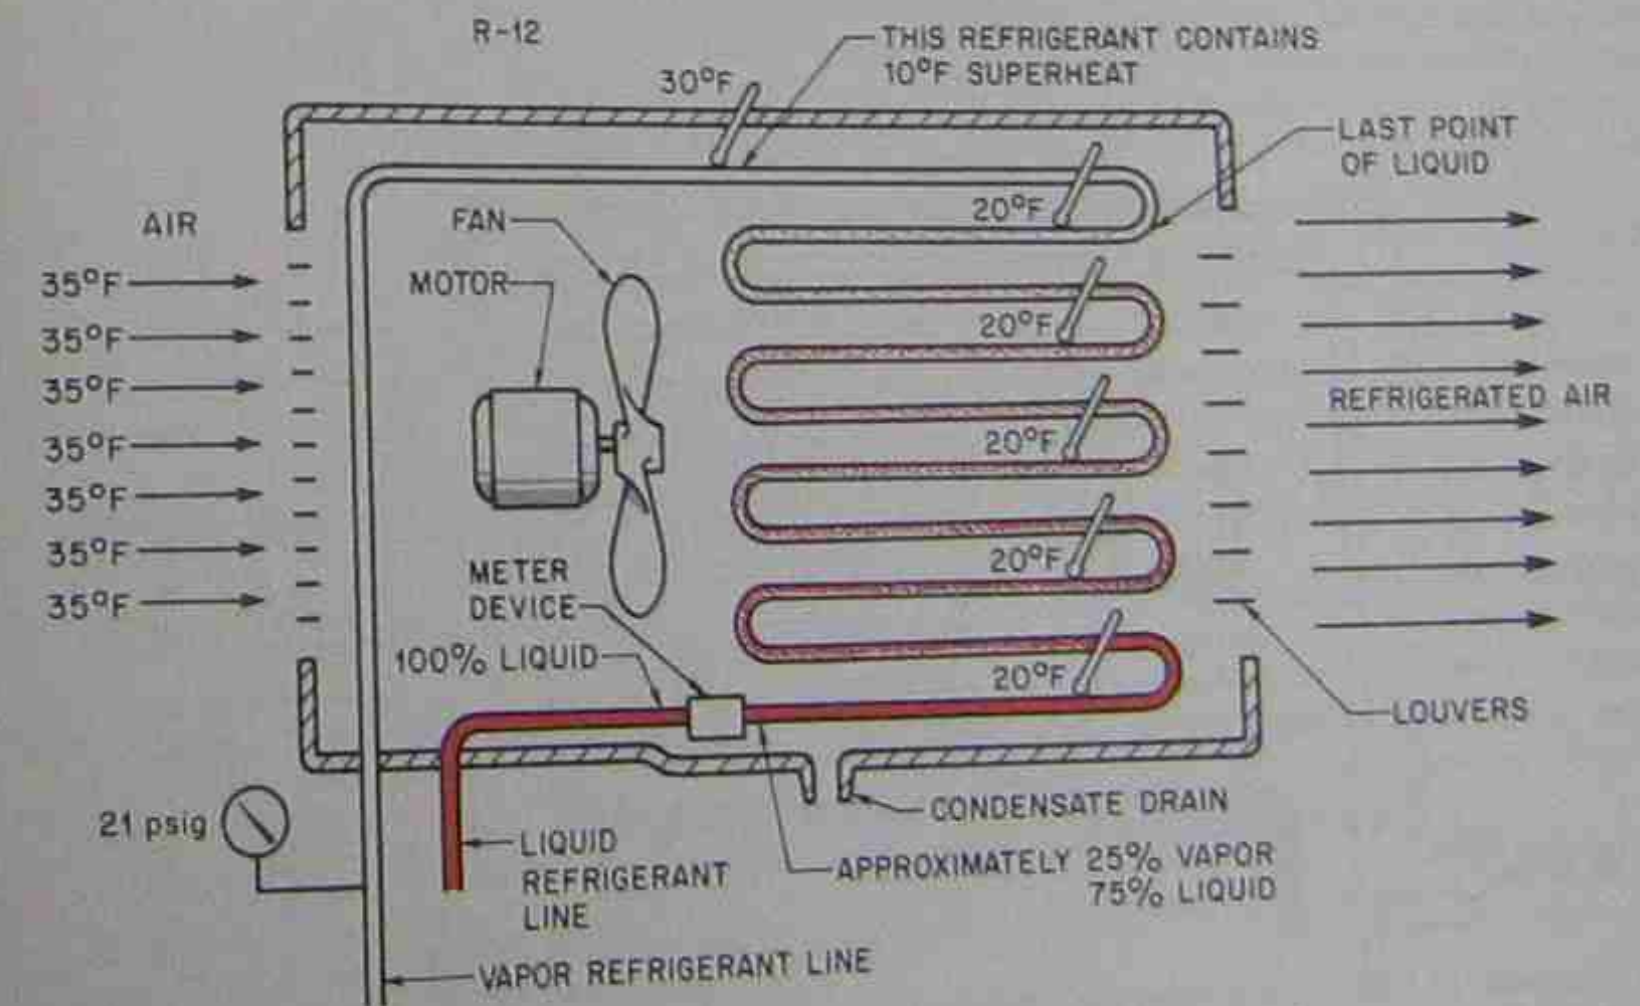 R-12
THIS REFRIGERANT CONTAINS
10°F SUPERHEAT
30°F
LAST POINT
OF LIQUID
20°F
AIR
FAN
MOTOR
35°F
35°F
35°F
35°F
35°F
35°F
35°F
20°F
20°F
20°F
20°F
REFRIGERATED AIR
METER
DEVICE
100% LIQUID
LOUVERS
21 psig
CONDENSATE DRAIN
LIQUID
REFRIGERANT
LINE
APPROXIMATELY 25% VAPOR
75% LIQUID
VAPOR REFRIGERANT LINE